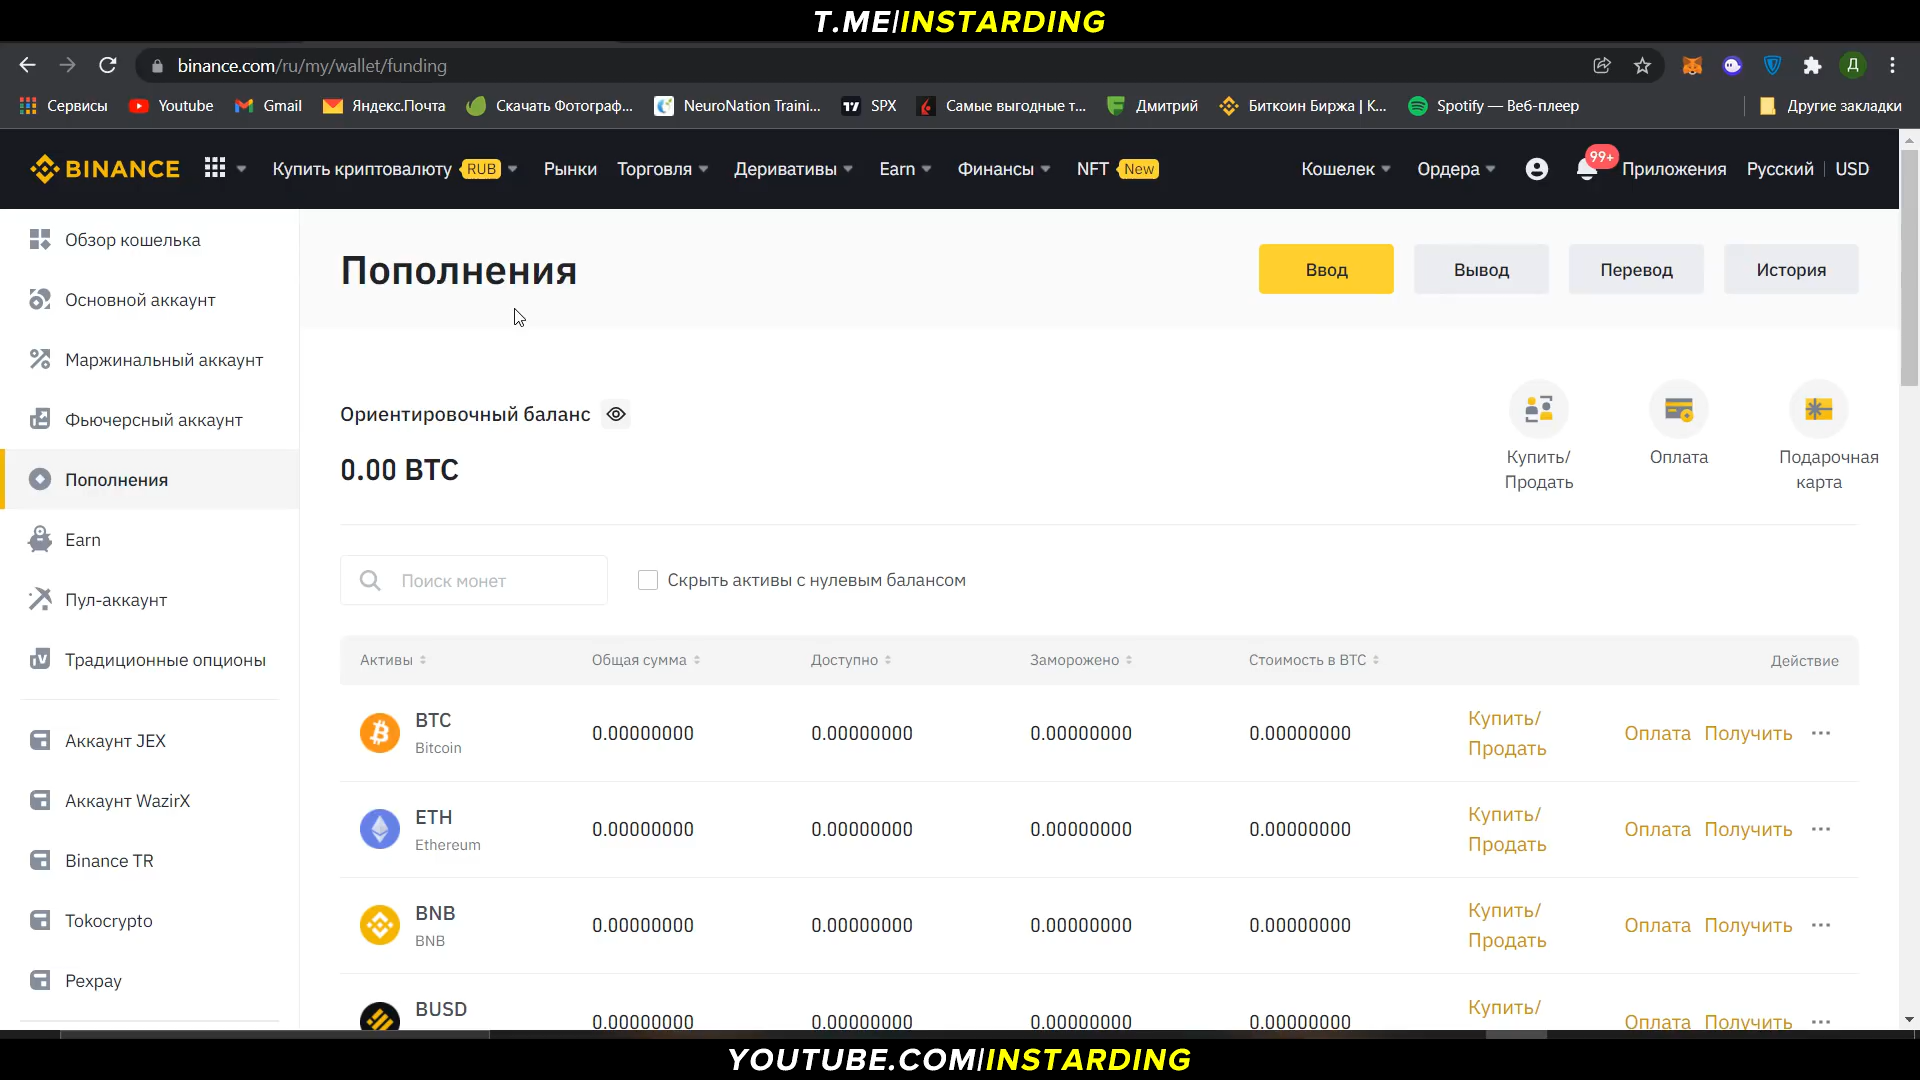 T.ME|INSTARDING
binance.com/ru/my/wallet/funding
Д
Сервисы Youtube Gmail Яндекс.Почта Скачать Фотограф... NeuroNation Traini... SPX Самые выгодные т... Дмитрий Биткоин Биржа | К... Spotify — Веб-плеер Другие закладки
BINANCE Купить криптовалюту RUB Рынки Торговля Деривативы Earn Финансы NFT New Кошелек Ордера 99+ Приложения Русский USD
Обзор кошелька
Основной аккаунт
Маржинальный аккаунт
Фьючерсный аккаунт
Пополнения
Earn
Пул-аккаунт
Традиционные опционы
Аккаунт JEX
Аккаунт WazirX
Binance TR
Tokocrypto
Pexpay
Пополнения
Ввод Вывод Перевод История
Ориентировочный баланс
0.00 BTC
Купить/
Продать
Оплата
Подарочная
карта
Поиск монет
Скрыть активы с нулевым балансом
Активы Общая сумма Доступно Заморожено Стоимость в BTC Действие
BTC
Bitcoin
0.00000000 0.00000000 0.00000000 0.00000000
Купить/
Продать
Оплата Получить
ETH
Ethereum
0.00000000 0.00000000 0.00000000 0.00000000
Купить/
Продать
Оплата Получить
BNB
BNB
0.00000000 0.00000000 0.00000000 0.00000000
Купить/
Продать
Оплата Получить
BUSD
0.00000000 0.00000000 0.00000000 0.00000000
Купить/
Оплата Получить
YOUTUBE.COM|INSTARDING